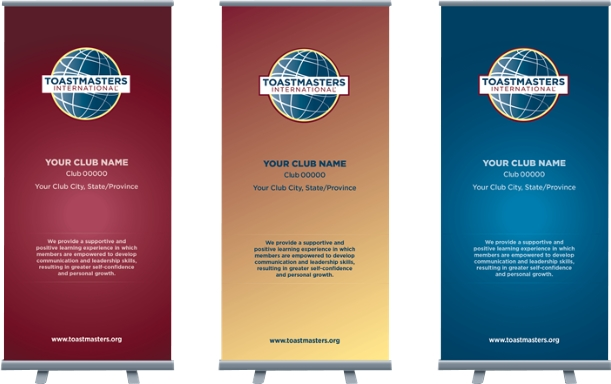 TOASTMASTERS
INTERNATIONAL
YOUR CLUB NAME
Club 00000
Your Club City, State/Province
We provide a supportive and
positive learning experience in which
members are empowered to develop
communication and leadership skills,
resulting in greater self-confidence
and personal growth.
www.toastmasters.org
TOASTMASTERS
INTERNATIONAL
YOUR CLUB NAME
Club 00000
Your Club City, State/Province
We provide a supportive and
positive learning experience in which
members are empowered to develop
communication and leadership skills,
resulting in greater self-confidence
and personal growth.
www.toastmasters.org
TOASTMASTERS
INTERNATIONAL
YOUR CLUB NAME
Club 00000
Your Club City, State/Province
We provide a supportive and
positive learning experience in which
members are empowered to develop
communication and leadership skills,
resulting in greater self-confidence
and personal growth.
www.toastmasters.org